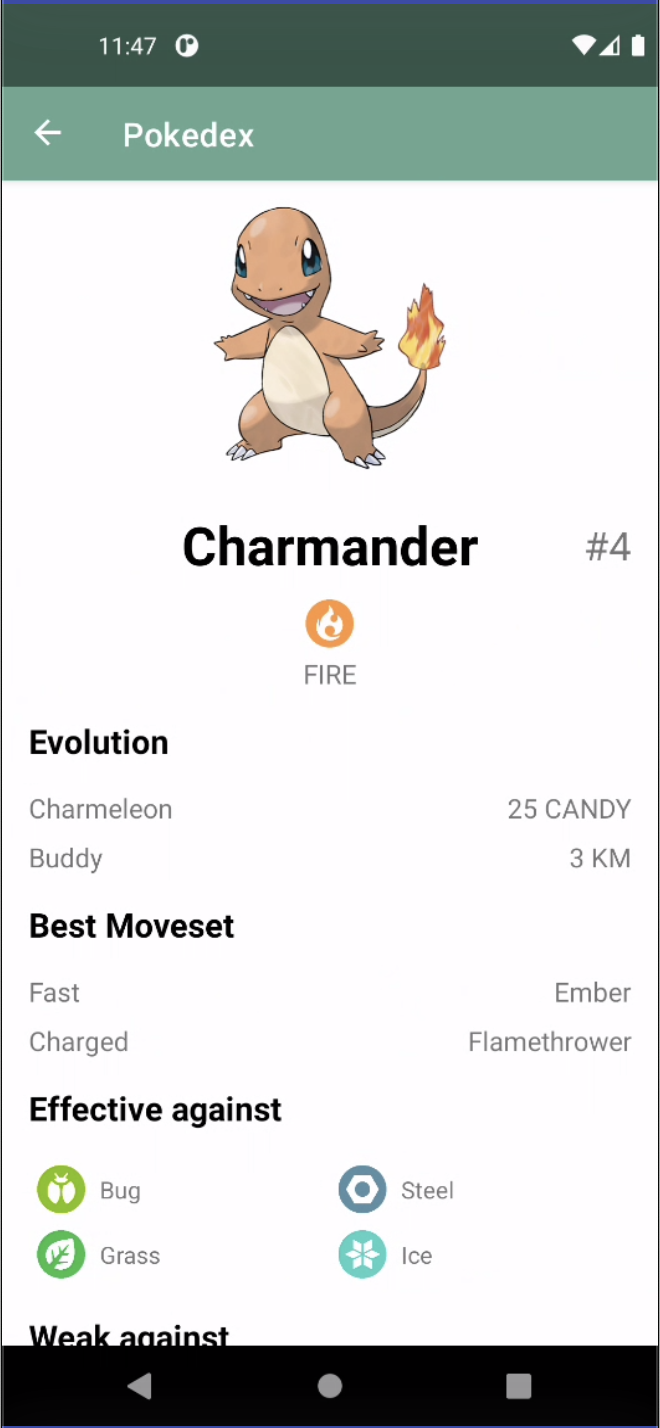 11:47
Pokedex
Charmander #4
FIRE
Evolution
Charmeleon 25 CANDY
Buddy 3 KM
Best Moveset
Fast Ember
Charged Flamethrower
Effective against
Bug Steel
Grass Ice
Weak against